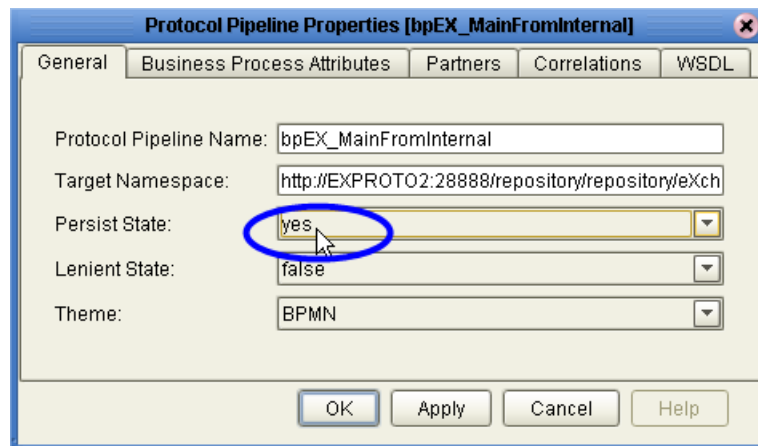 Protocol Pipeline Properties [bpEX_MainFromInternal]
General Business Process Attributes Partners Correlations WSDL
Protocol Pipeline Name: bpEX_MainFromInternal
Target Namespace: http://EXPROTO2:28888/repository/repository/eXch
Persist State: yes
Lenient State: false
Theme: BPMN
OK Apply Cancel Help